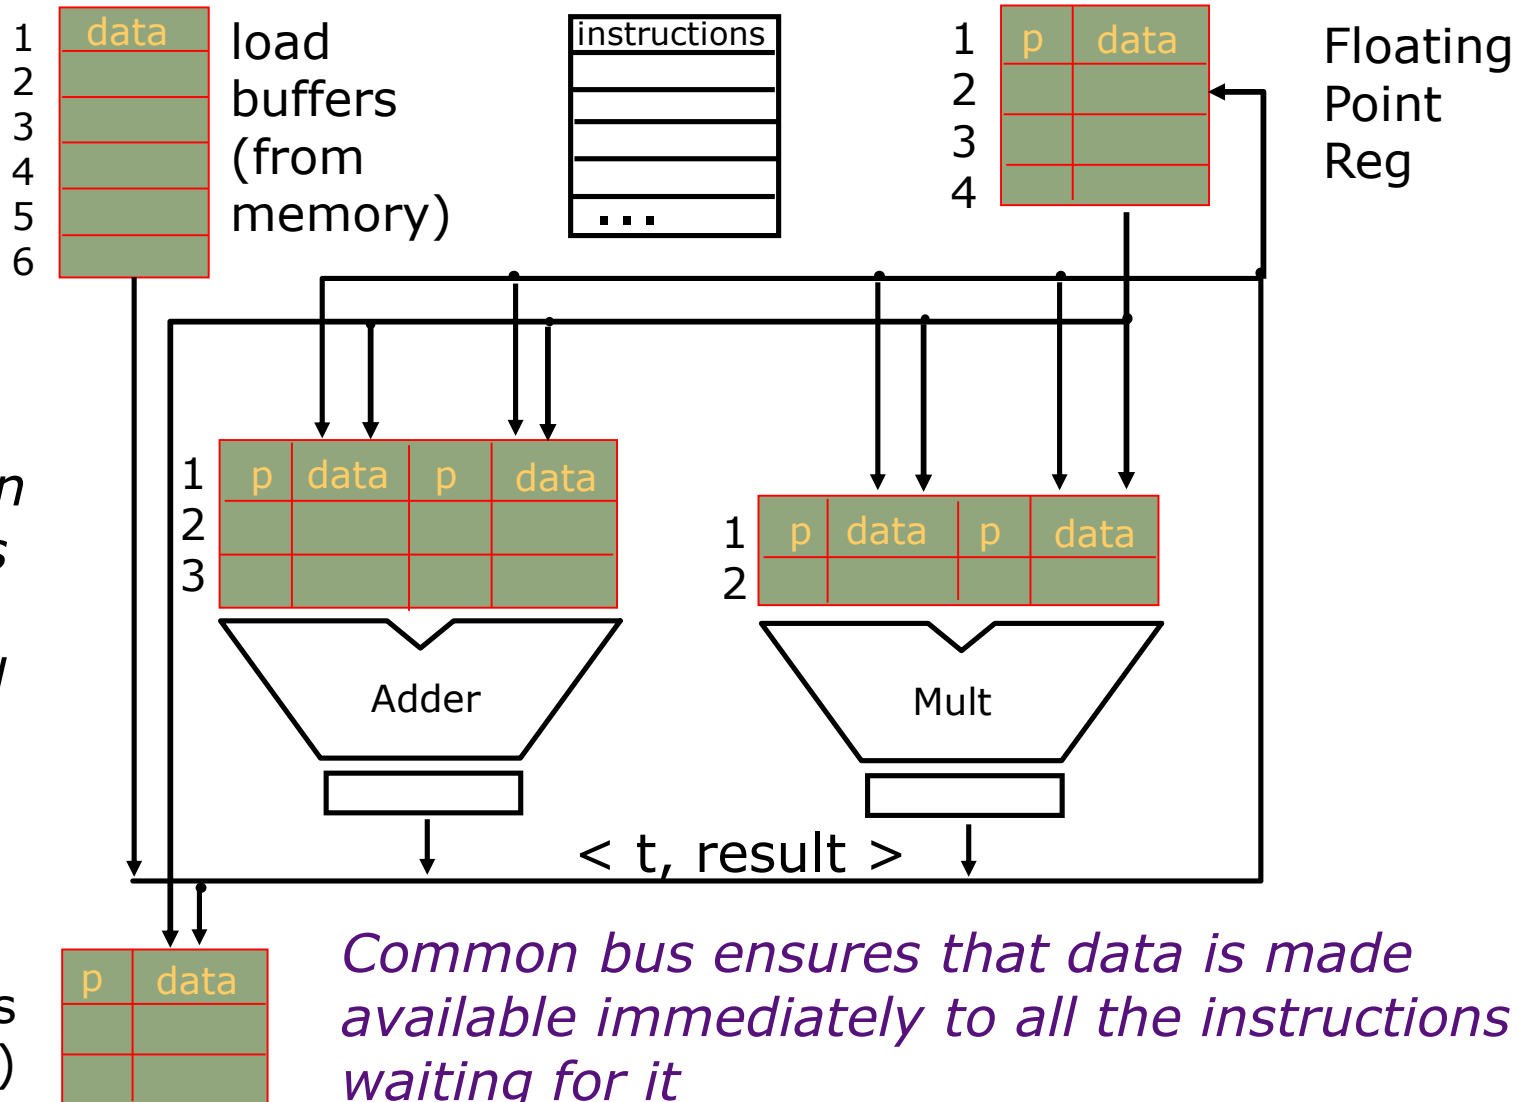 1 data
2
3
4
5
6
load
buffers
(from
memory)
instructions
...
1 p data
2
3
4
Floating
Point
Reg
1 p data p data
2
3
1 p data p data
2
Adder
Mult
< t, result >
p data
Common bus ensures that data is made
available immediately to all the instructions
waiting for it